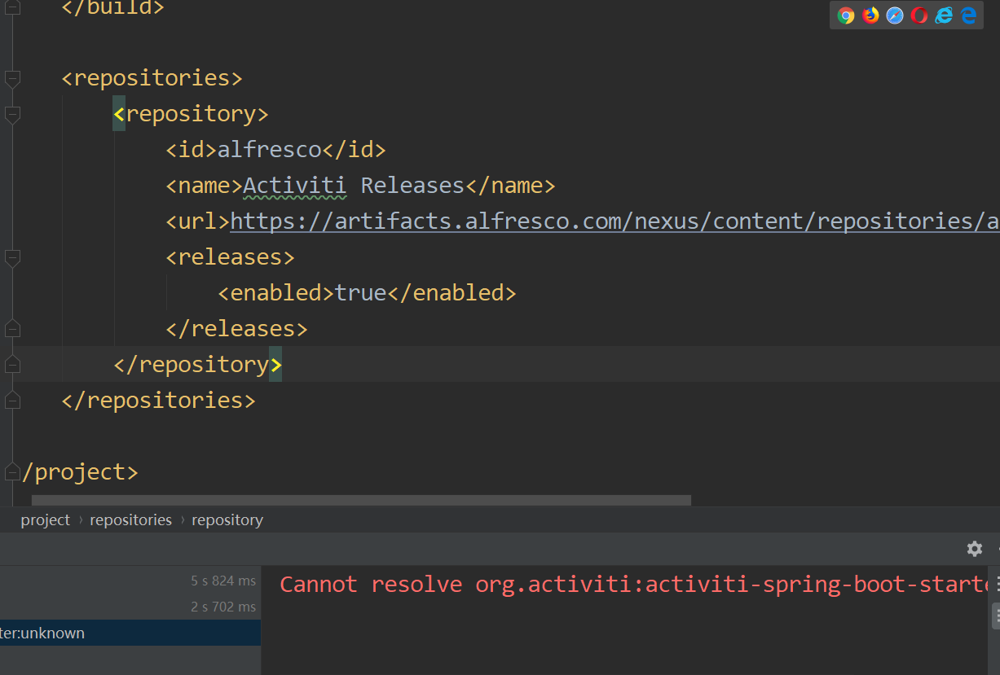 </build>
<repositories>
<repository>
<id>alfresco</id>
<name>Activiti Releases</name>
<url>https://artifacts.alfresco.com/nexus/content/repositories/a
<releases>
<enabled>true</enabled>
</releases>
</repository>
</repositories>
/project>
project › repositories › repository
5 s 824 ms
2 s 702 ms
ter:unknown
Cannot resolve org.activiti:activiti-spring-boot-starte